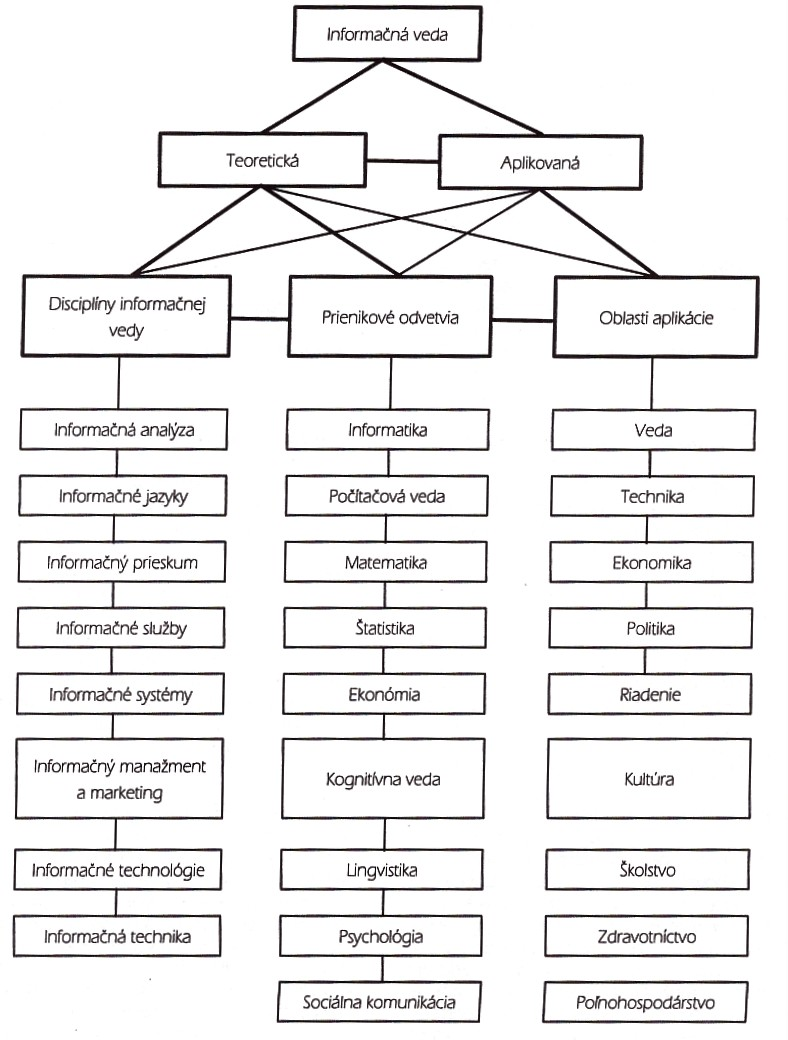 Informačná veda
Teoretická
Aplikovaná
Disciplíny informačnej
vedy
Prienikové odvetvia
Oblasti aplikácie
Informačná analýza
Informačné jazyky
Informačný prieskum
Informačné služby
Informačné systémy
Informačný manažment
a marketing
Informačné technológie
Informačná technika
Informatika
Počítačová veda
Matematika
Štatistika
Ekonómia
Kognitívna veda
Lingvistika
Psychológia
Sociálna komunikácia
Veda
Technika
Ekonomika
Politika
Riadenie
Kultúra
Školstvo
Zdravotníctvo
Poľnohospodárstvo